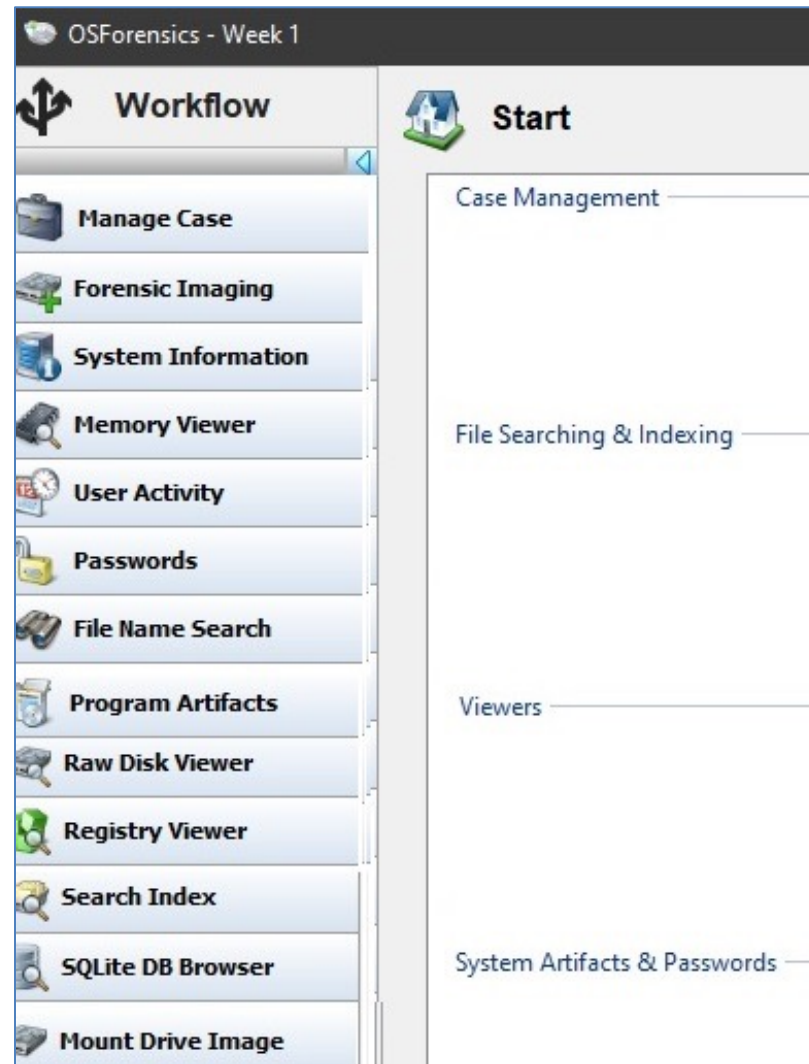 OSForensics - Week 1
Workflow
Manage Case
Forensic Imaging
System Information
Memory Viewer
User Activity
Passwords
File Name Search
Program Artifacts
Raw Disk Viewer
Registry Viewer
Search Index
SQLite DB Browser
Mount Drive Image
Start
Case Management
File Searching & Indexing
Viewers
System Artifacts & Passwords